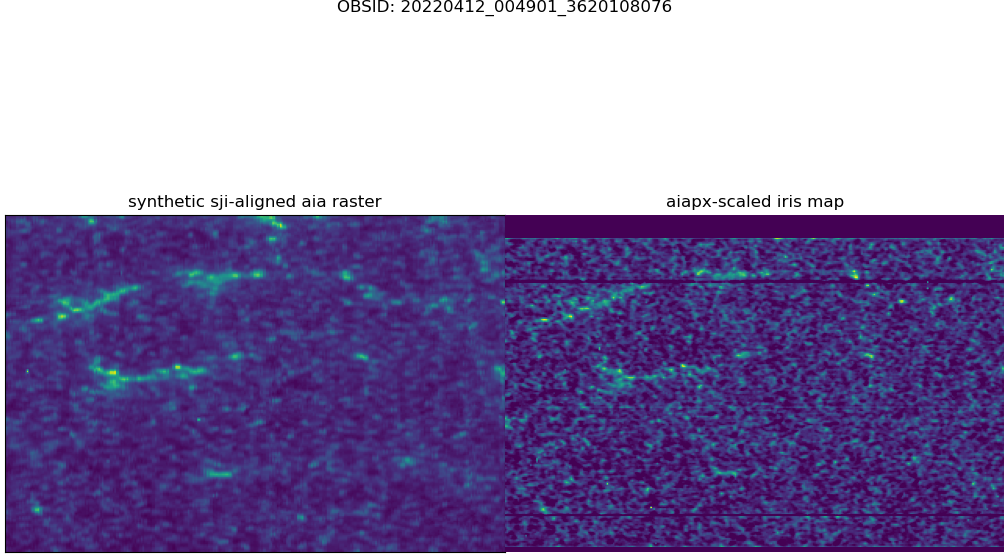 OBSID: 20220412_004901_3620108076
synthetic sji-aligned aia raster
aiapx-scaled iris map